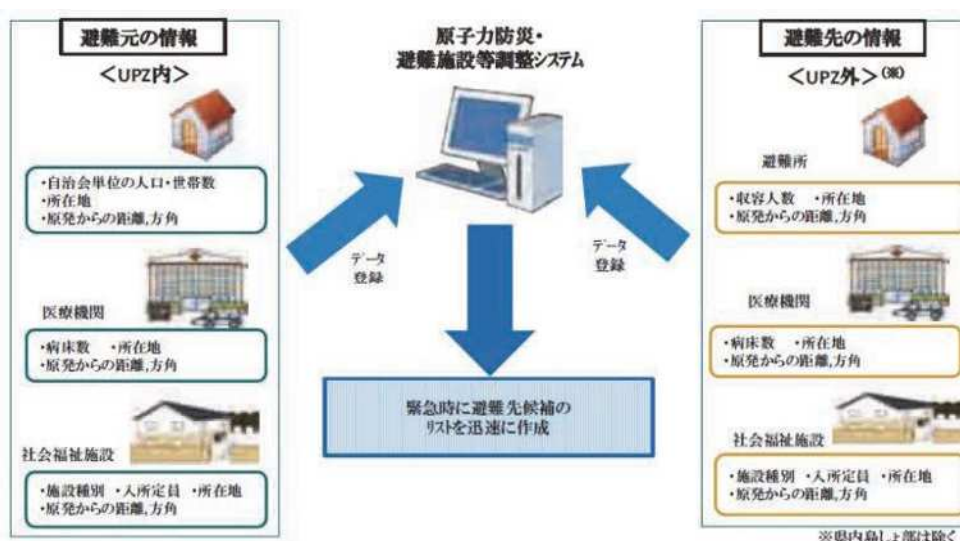 避難元の情報
＜UPZ内＞
・自治会単位の人口・世帯数
・所在地
・原発からの距離,方角
医療機関
・病床数　・所在地
・原発からの距離,方角
社会福祉施設
・施設種別　・入所定員　・所在地
・原発からの距離,方角
原子力防災・
避難施設等調整システム
データ
登録
データ
登録
緊急時に避難先候補の
リストを迅速に作成
避難先の情報
＜UPZ外＞(※)
避難所
・収容人数　・所在地
・原発からの距離,方角
医療機関
・病床数　・所在地
・原発からの距離,方角
社会福祉施設
・施設種別　・入所定員　・所在地
・原発からの距離,方角
※県内島しょ部は除く